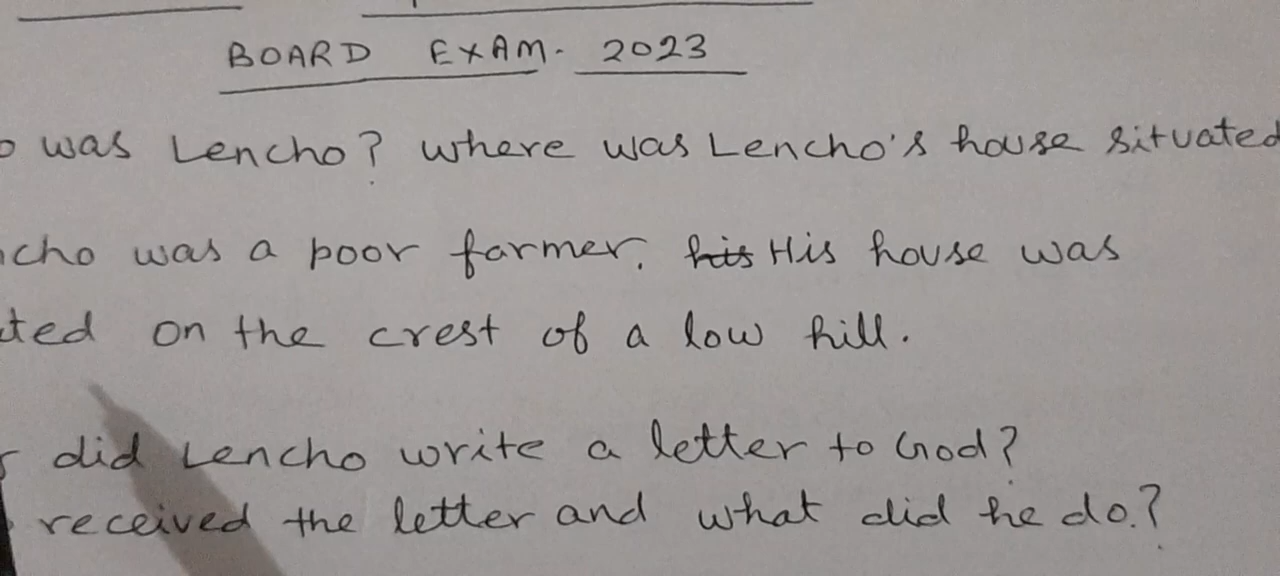 BOARD EXAM. 2023
was Lencho? where was Lencho's house situated
cho was a poor farmer. his His house was
ted on the crest of a low hill.
did Lencho write a letter to God?
received the letter and what did he do.?